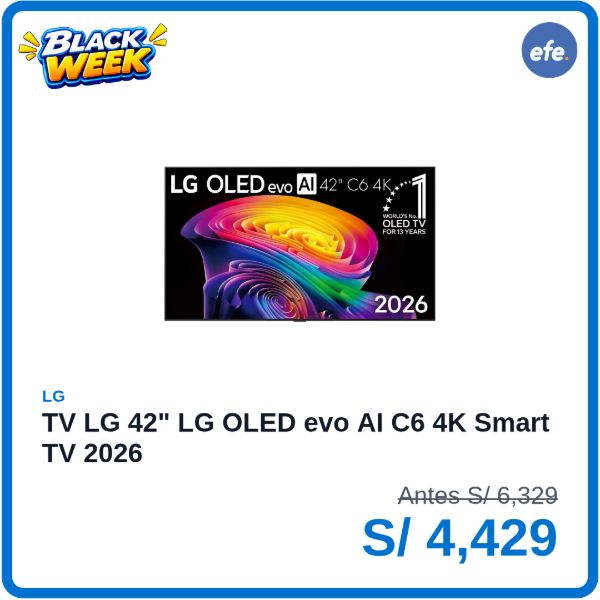 BLACK
WEEK
efe.
LG OLED evo AI 42" C6 4K
1
WORLD'S No.
OLED TV
FOR 13 YEARS
2026
LG
TV LG 42" LG OLED evo AI C6 4K Smart
TV 2026
Antes S/ 6,329
S/ 4,429